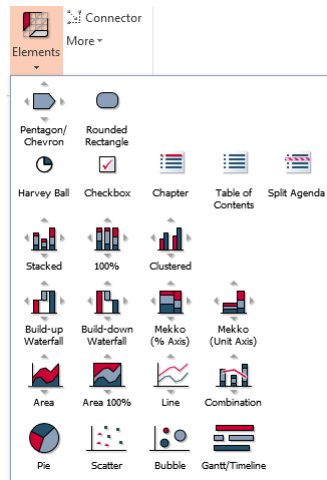 Elements
Connector
More
Pentagon/
Chevron
Rounded
Rectangle
Harvey Ball
Checkbox
Chapter
Table of
Contents
Split Agenda
Stacked
100%
Clustered
Build-up
Waterfall
Build-down
Waterfall
Mekko
(% Axis)
Mekko
(Unit Axis)
Area
Area 100%
Line
Combination
Pie
Scatter
Bubble
Gantt/Timeline